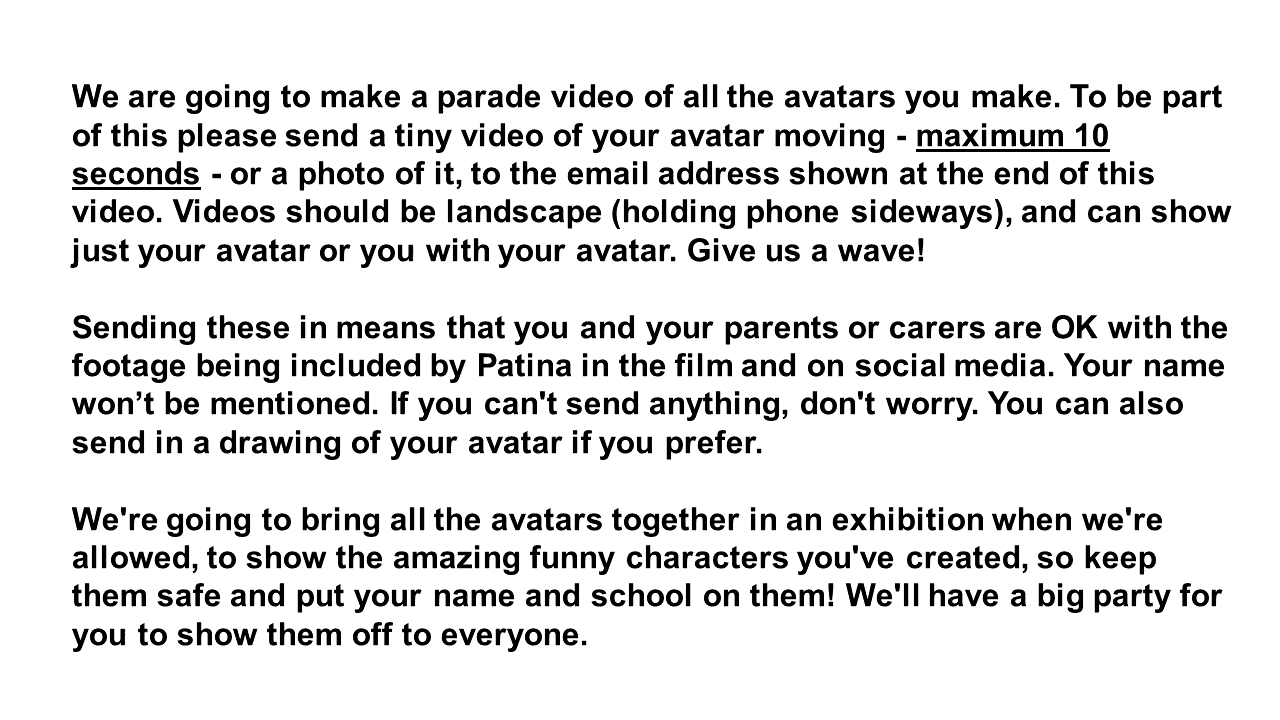 We are going to make a parade video of all the avatars you make. To be part
of this please send a tiny video of your avatar moving - maximum 10
seconds - or a photo of it, to the email address shown at the end of this
video. Videos should be landscape (holding phone sideways), and can show
just your avatar or you with your avatar. Give us a wave!
Sending these in means that you and your parents or carers are OK with the
footage being included by Patina in the film and on social media. Your name
won’t be mentioned. If you can't send anything, don't worry. You can also
send in a drawing of your avatar if you prefer.
We're going to bring all the avatars together in an exhibition when we're
allowed, to show the amazing funny characters you've created, so keep
them safe and put your name and school on them! We'll have a big party for
you to show them off to everyone.